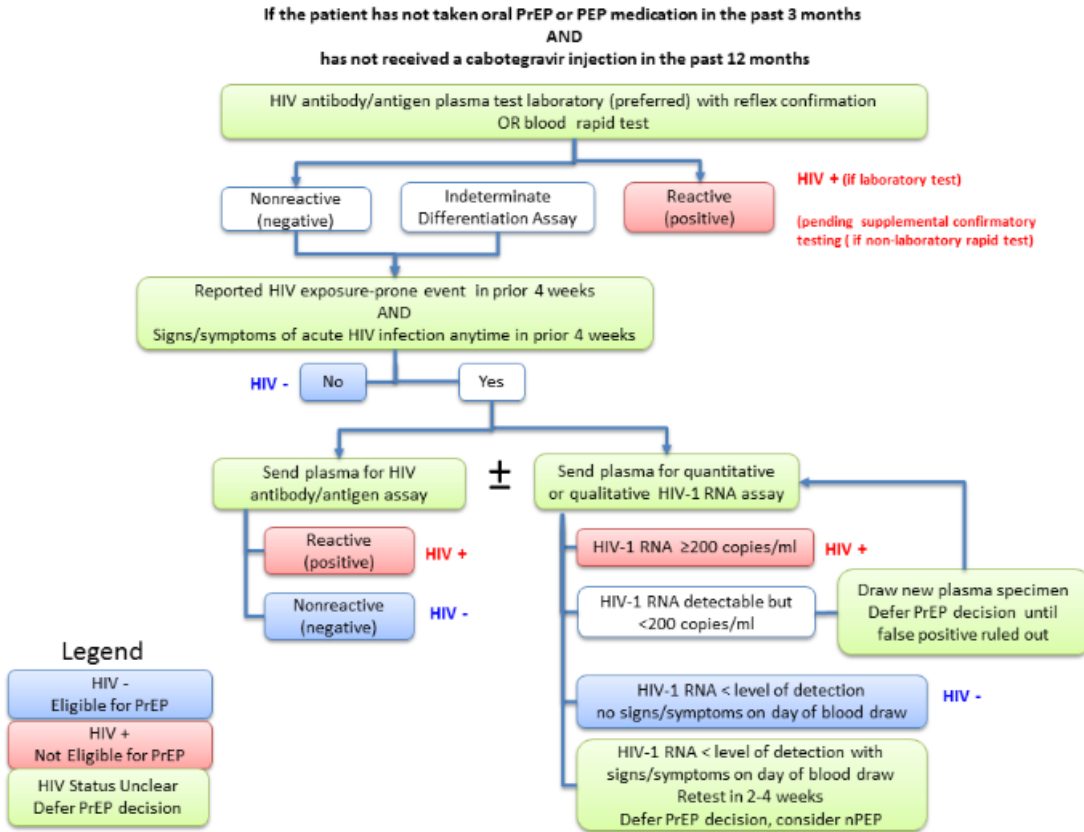 If the patient has not taken oral PrEP or PEP medication in the past 3 months
AND
has not received a cabotegravir injection in the past 12 months
HIV antibody/antigen plasma test laboratory (preferred) with reflex confirmation
OR blood rapid test
Nonreactive
(negative)
Indeterminate
Differentiation Assay
Reactive
(positive)
HIV + (if laboratory test)
(pending supplemental confirmatory
testing ( if non-laboratory rapid test)
Reported HIV exposure-prone event in prior 4 weeks
AND
Signs/symptoms of acute HIV infection anytime in prior 4 weeks
HIV -
No
Yes
Send plasma for HIV
antibody/antigen assay
±
Send plasma for quantitative
or qualitative HIV-1 RNA assay
Reactive
(positive)
HIV +
Nonreactive
(negative)
HIV -
HIV-1 RNA ≥200 copies/ml
HIV +
HIV-1 RNA detectable but
<200 copies/ml
Draw new plasma specimen
Defer PrEP decision until
false positive ruled out
HIV-1 RNA < level of detection
no signs/symptoms on day of blood draw
HIV -
HIV-1 RNA < level of detection with
signs/symptoms on day of blood draw
Retest in 2-4 weeks
Defer PrEP decision, consider nPEP
Legend
HIV -
Eligible for PrEP
HIV +
Not Eligible for PrEP
HIV Status Unclear
Defer PrEP decision